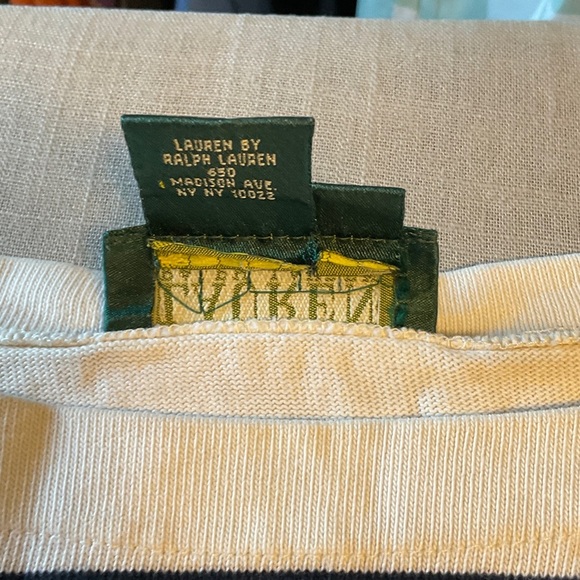 LAUREN BY
RALPH LAUREN
650
MADISON AVE.
NY NY 10022